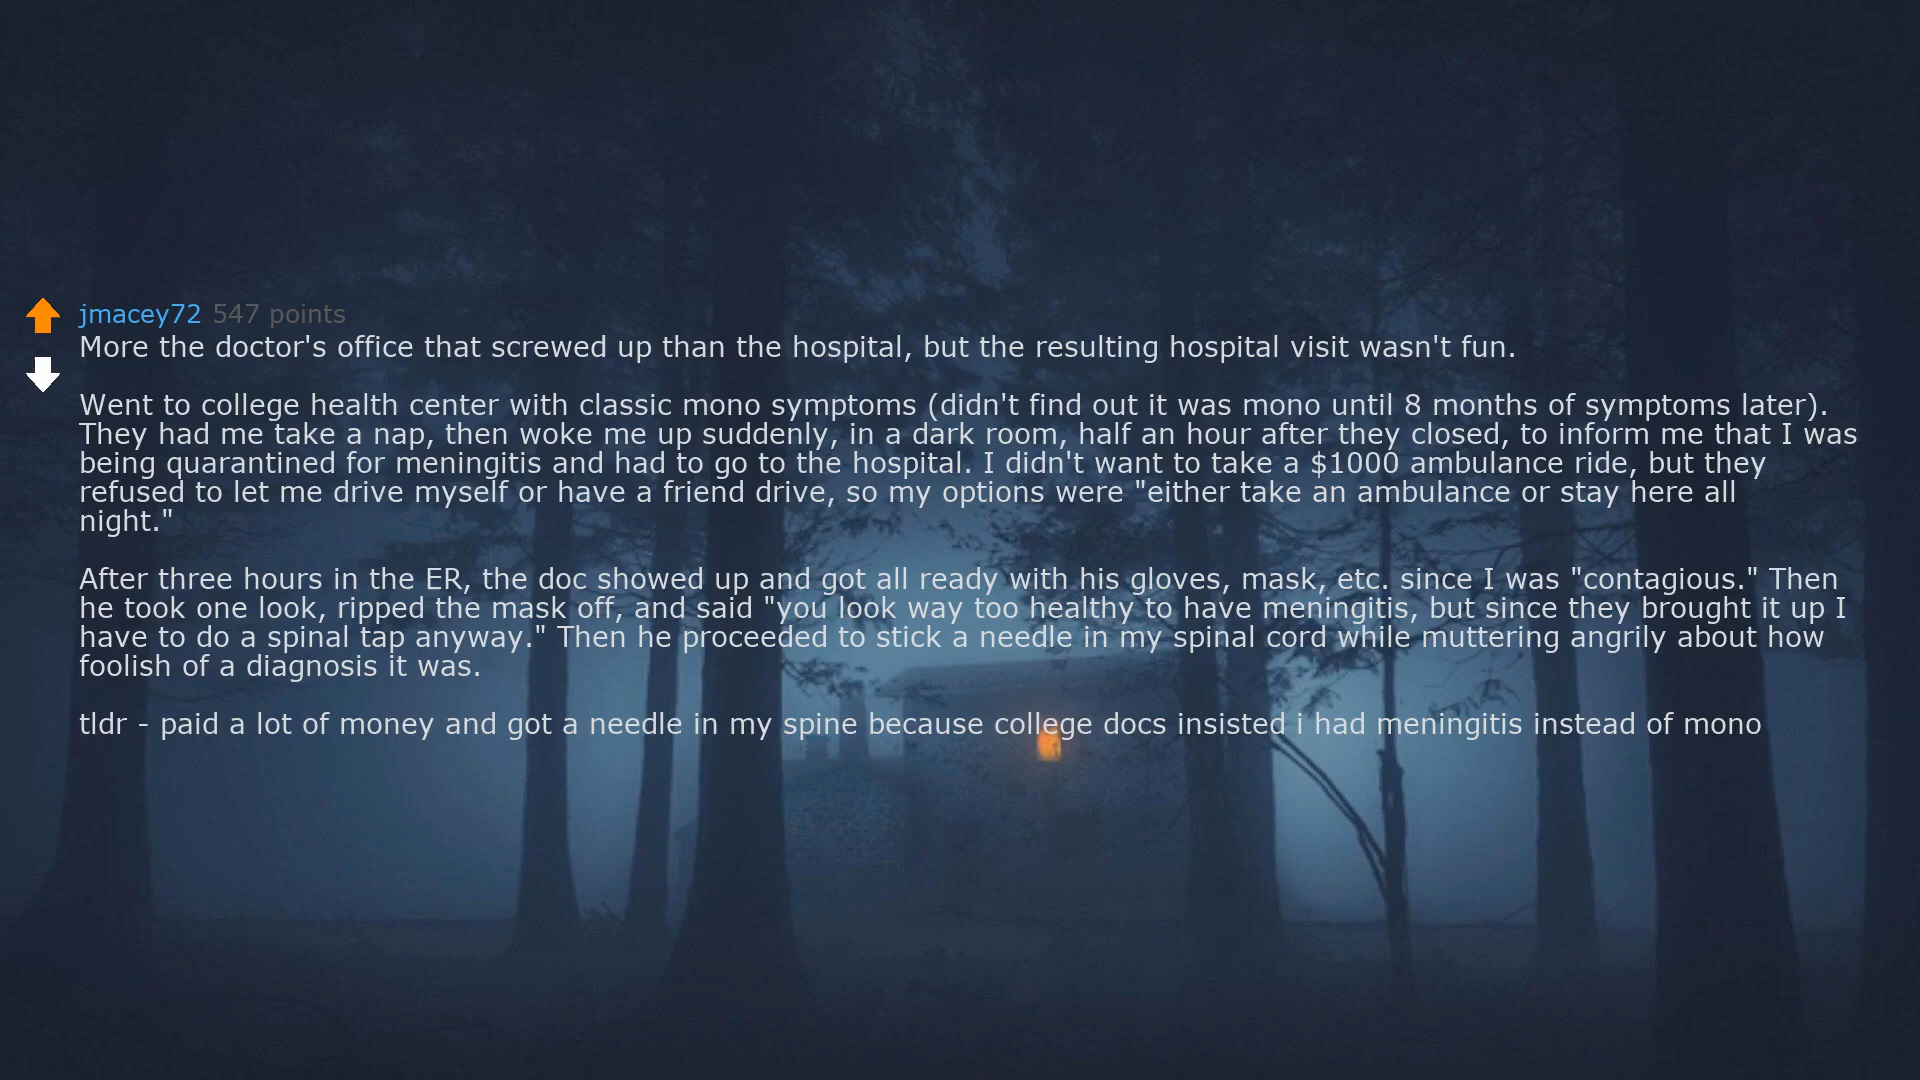 jmacey72 547 points
More the doctor's office that screwed up than the hospital, but the resulting hospital visit wasn't fun.
Went to college health center with classic mono symptoms (didn't find out it was mono until 8 months of symptoms later).
They had me take a nap, then woke me up suddenly, in a dark room, half an hour after they closed, to inform me that I was
being quarantined for meningitis and had to go to the hospital. I didn't want to take a $1000 ambulance ride, but they
refused to let me drive myself or have a friend drive, so my options were "either take an ambulance or stay here all
night."
After three hours in the ER, the doc showed up and got all ready with his gloves, mask, etc. since I was "contagious." Then
he took one look, ripped the mask off, and said "you look way too healthy to have meningitis, but since they brought it up I
have to do a spinal tap anyway." Then he proceeded to stick a needle in my spinal cord while muttering angrily about how
foolish of a diagnosis it was.
tldr - paid a lot of money and got a needle in my spine because college docs insisted i had meningitis instead of mono